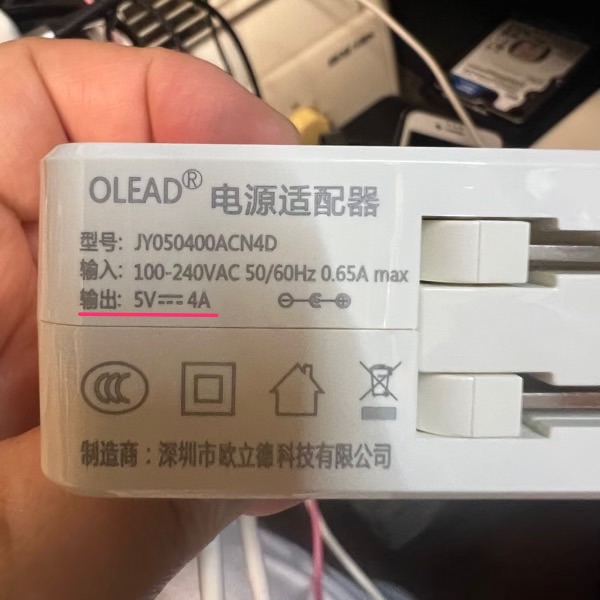 OLEAD® 电源适配器
型号: JY050400ACN4D
输入: 100-240VAC 50/60Hz 0.65A max
输出: 5V⎓4A
制造商：深圳市欧立德科技有限公司